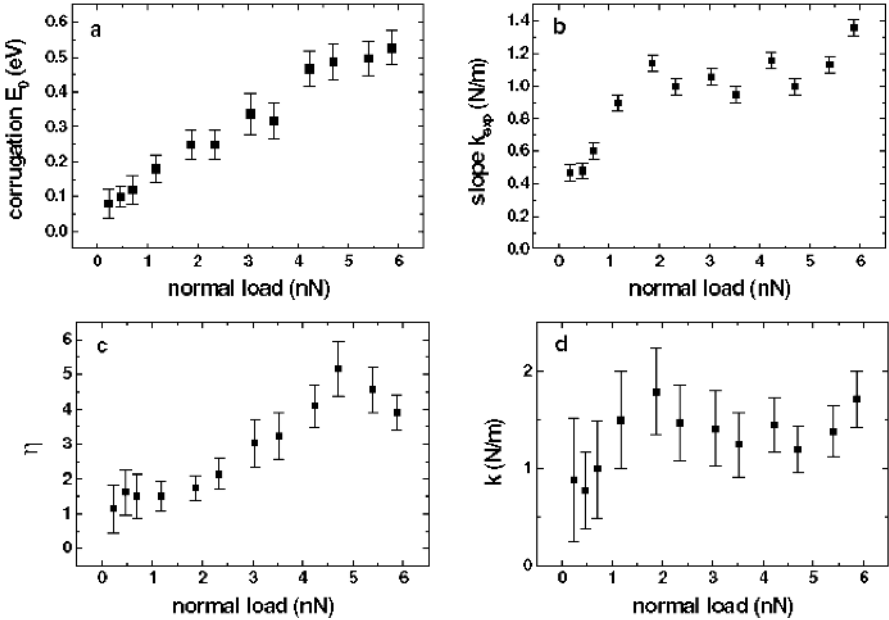 a
corrugation E₀ (eV)
0.6
0.5
0.4
0.3
0.2
0.1
0.0
0 1 2 3 4 5 6
normal load (nN)
b
slope kₑₓₚ (N/m)
1.4
1.2
1.0
0.8
0.6
0.4
0.2
0.0
0 1 2 3 4 5 6
normal load (nN)
c
η
6
5
4
3
2
1
0
0 1 2 3 4 5 6
normal load (nN)
d
k (N/m)
2
1
0
0 1 2 3 4 5 6
normal load (nN)